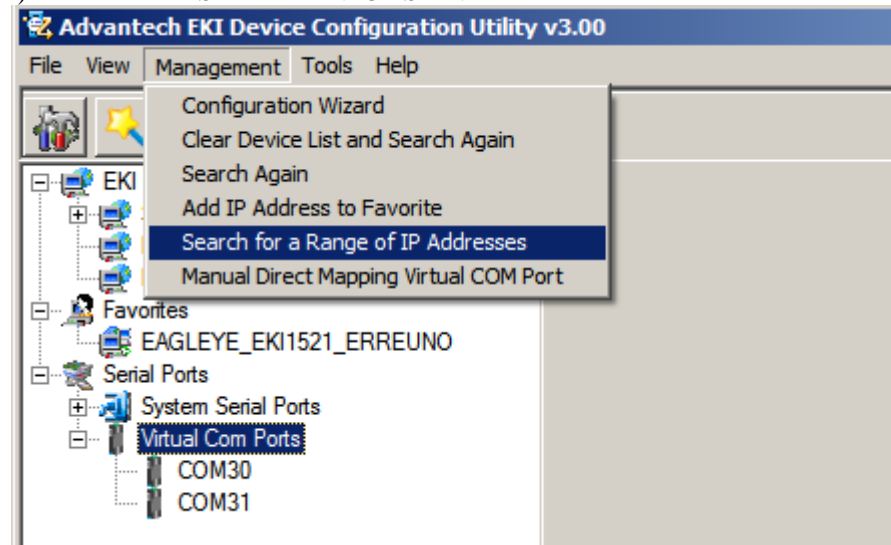 Advantech EKI Device Configuration Utility v3.00
File View Management Tools Help
Configuration Wizard
Clear Device List and Search Again
Search Again
Add IP Address to Favorite
Search for a Range of IP Addresses
Manual Direct Mapping Virtual COM Port
EKI
Favorites
EAGLEYE_EKI1521_ERREUNO
Serial Ports
System Serial Ports
Virtual Com Ports
COM30
COM31